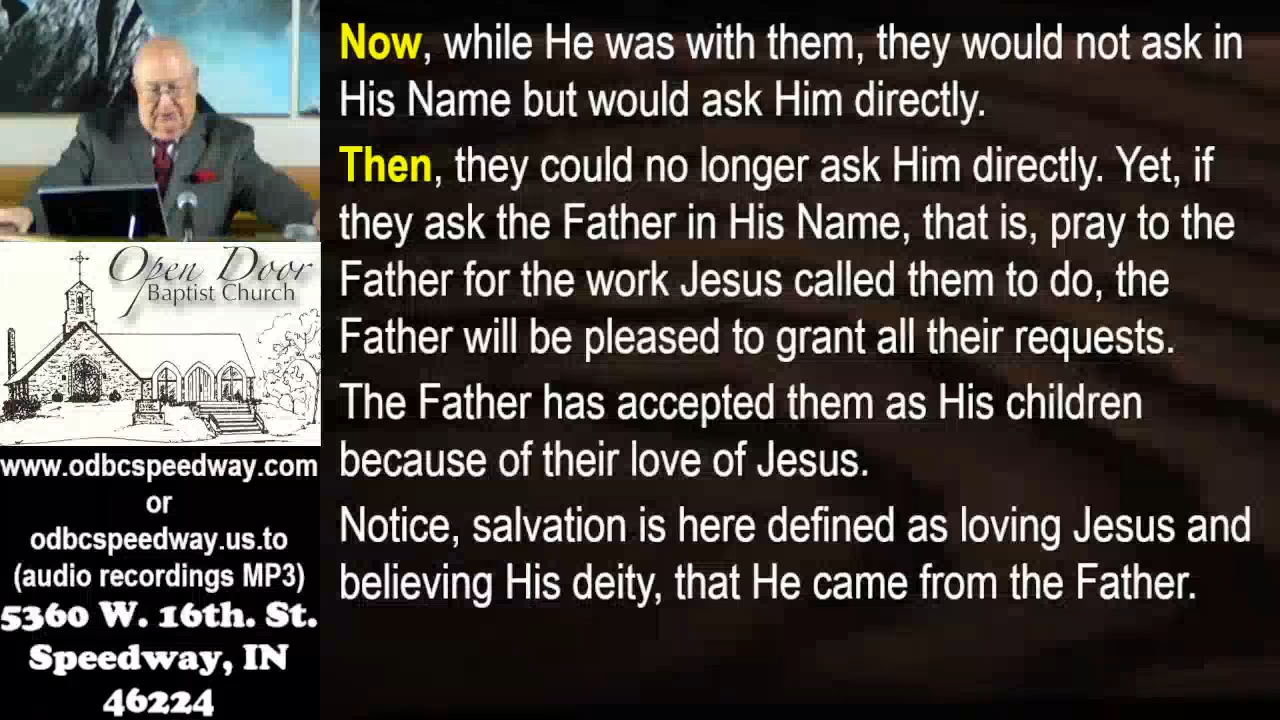 Now, while He was with them, they would not ask in
His Name but would ask Him directly.
Then, they could no longer ask Him directly. Yet, if
they ask the Father in His Name, that is, pray to the
Father for the work Jesus called them to do, the
Father will be pleased to grant all their requests.
The Father has accepted them as His children
because of their love of Jesus.
Notice, salvation is here defined as loving Jesus and
believing His deity, that He came from the Father.
Open Door
Baptist Church
www.odbcspeedway.com
or
odbcspeedway.us.to
(audio recordings MP3)
5360 W. 16th. St.
Speedway, IN
46224